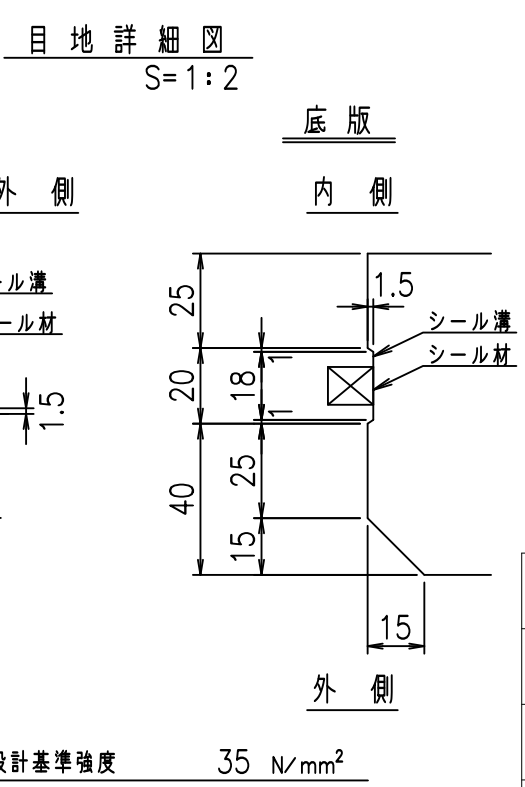 目地詳細図
S=1:2
底版
外側
内側
25
1.5
ル溝
シール溝
ール材
シール材
20
18
1
1
1.5
40
25
15
15
外側
設計基準強度 35 N/mm²